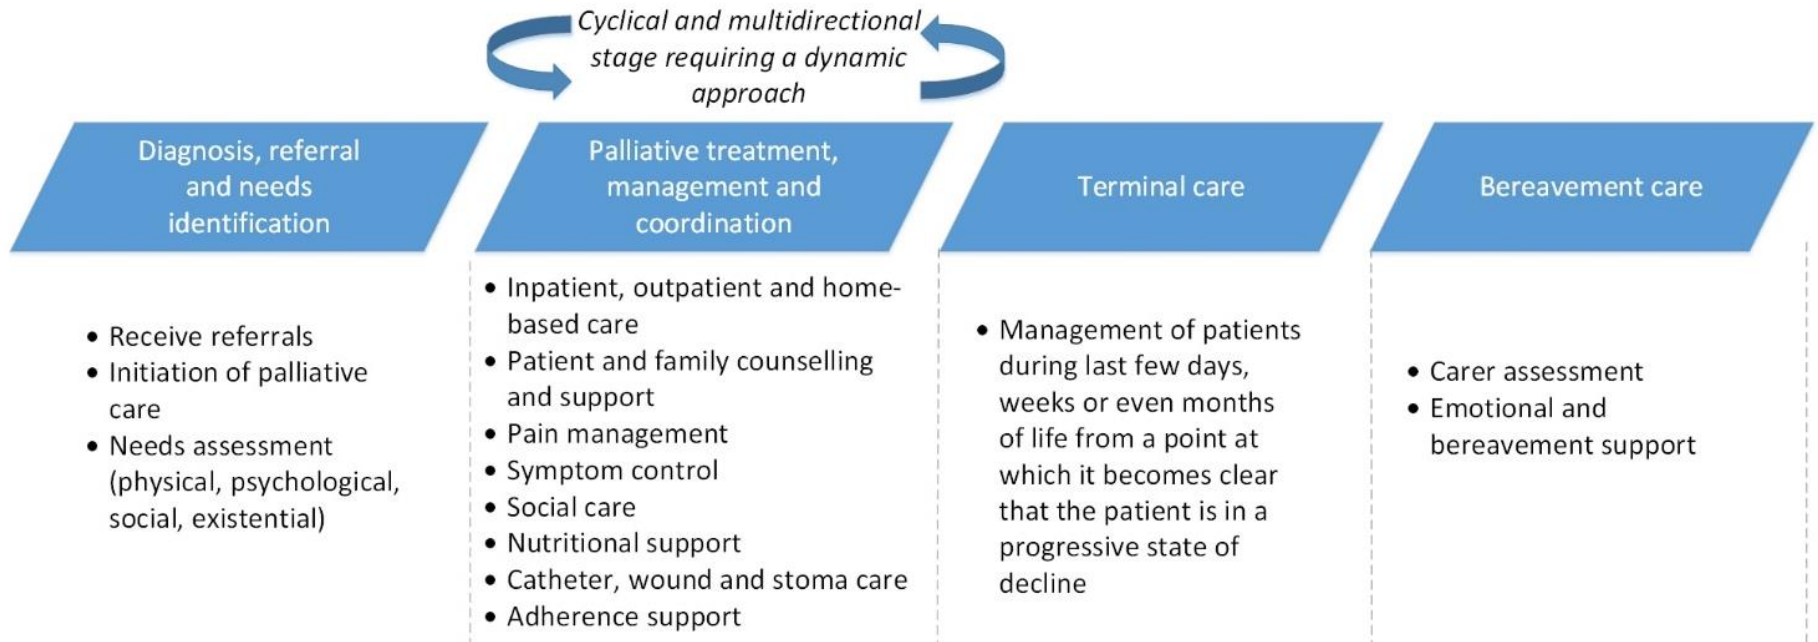 Cyclical and multidirectional
stage requiring a dynamic
approach
Diagnosis, referral
and needs
identification
Palliative treatment,
management and
coordination
Terminal care
Bereavement care
• Receive referrals
• Initiation of palliative
care
• Needs assessment
(physical, psychological,
social, existential)
• Inpatient, outpatient and home-
based care
• Patient and family counselling
and support
• Pain management
• Symptom control
• Social care
• Nutritional support
• Catheter, wound and stoma care
• Adherence support
• Management of patients
during last few days,
weeks or even months
of life from a point at
which it becomes clear
that the patient is in a
progressive state of
decline
• Carer assessment
• Emotional and
bereavement support